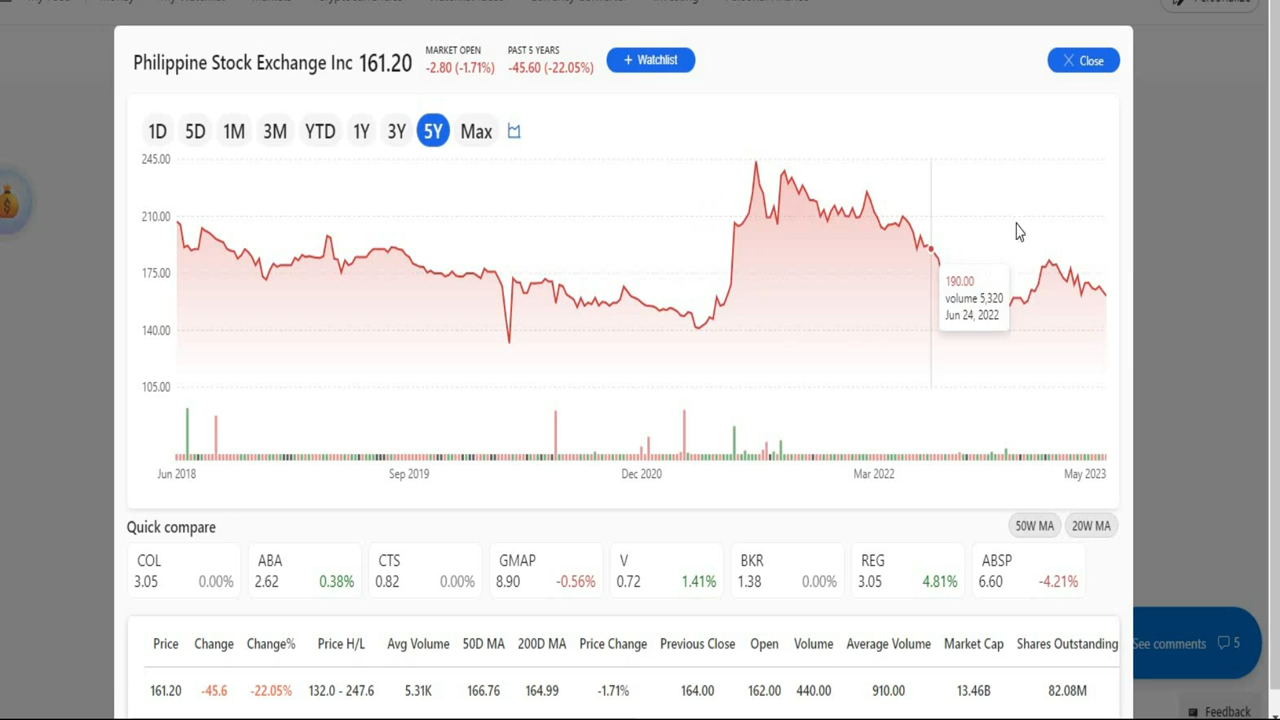 Philippine Stock Exchange Inc 161.20
MARKET OPEN
-2.80 (-1.71%)
PAST 5 YEARS
-45.60 (-22.05%)
+ Watchlist
Close
1D 5D 1M 3M YTD 1Y 3Y 5Y Max
245.00
210.00
175.00
140.00
105.00
190.00
volume 5,320
Jun 24, 2022
Jun 2018 Sep 2019 Dec 2020 Mar 2022 May 2023
Quick compare
50W MA 20W MA
COL ABA CTS GMAP V BKR REG ABSP
3.05 0.00% 2.62 0.38% 0.82 0.00% 8.90 -0.56% 0.72 1.41% 1.38 0.00% 3.05 4.81% 6.60 -4.21%
See comments 5
Price Change Change% Price H/L Avg Volume 50D MA 200D MA Price Change Previous Close Open Volume Average Volume Market Cap Shares Outstanding
161.20 -45.6 -22.05% 132.0 - 247.6 5.31K 166.76 164.99 -1.71% 164.00 162.00 440.00 910.00 13.46B 82.08M
Feedback